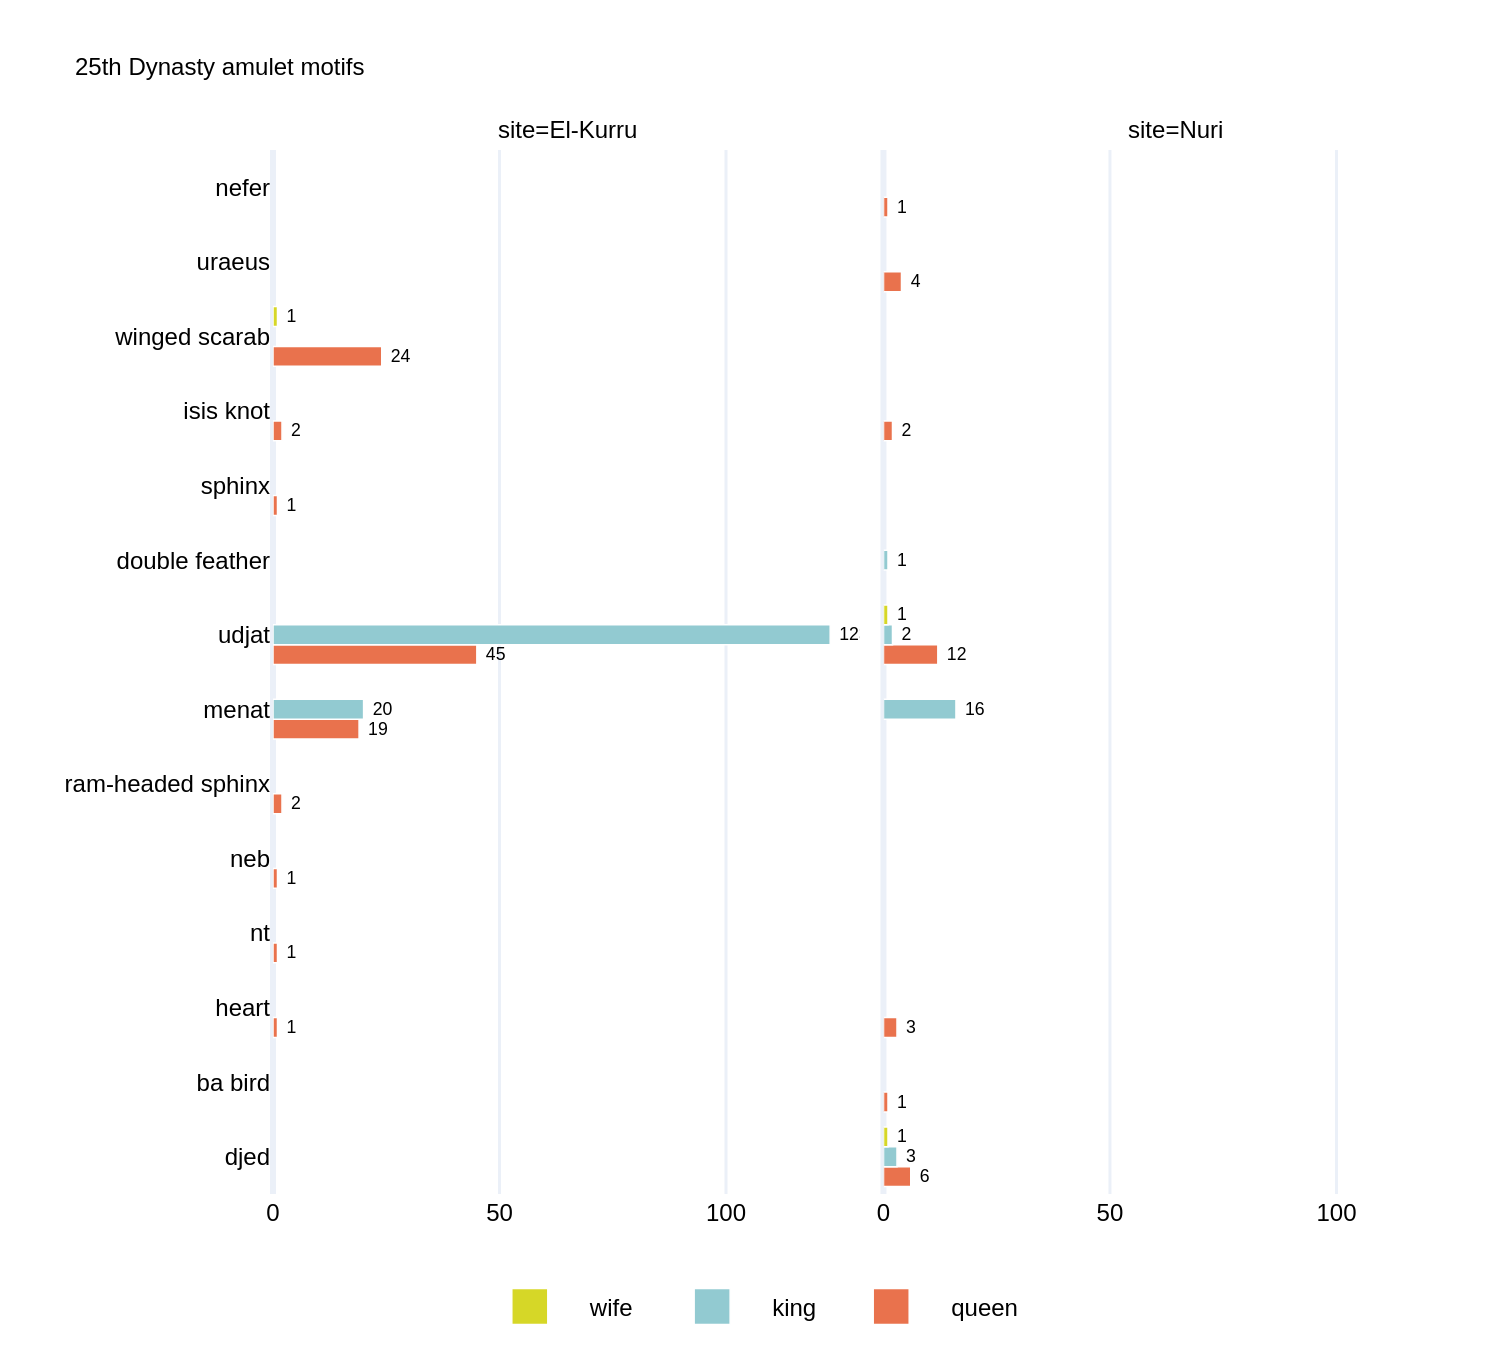 25th Dynasty amulet motifs
site=El-Kurru site=Nuri
nefer 1
uraeus 4
1
winged scarab 24
isis knot 2 2
sphinx 1
double feather 1
1
udjat 12 2
45 12
menat 20 16
19
ram-headed sphinx 2
neb 1
nt 1
heart 1 3
ba bird 1
1
djed 3
6
0 50 100 0 50 100
wife king queen